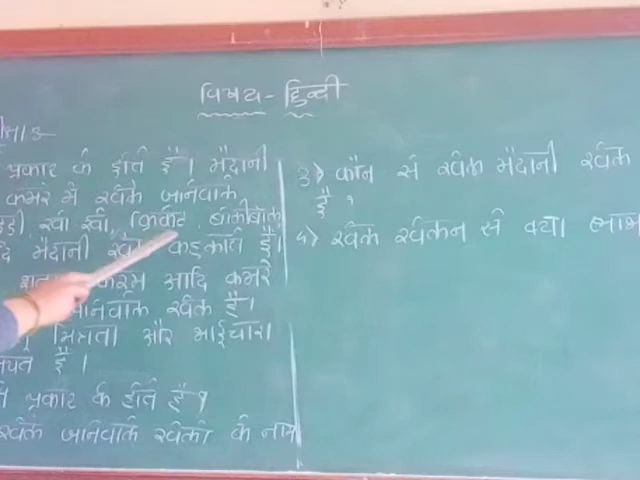 विषय - हिन्दी
प्रकार के होते हैं। मैदानी
कमरे में खेले जानेवाले
खो खो, क्रिकेट, वालीबॉल
मैदानी खेल कहलाते हैं।
आदि कमरे
जानेवाले खेल हैं।
मित्रता और भाईचारा
हैं।
प्रकार के होते हैं?
खेले जानेवाले खेलों के नाम
3) कौन से खेल मैदानी खेल
हैं ?
4) खेल खेलने से क्या लाभ